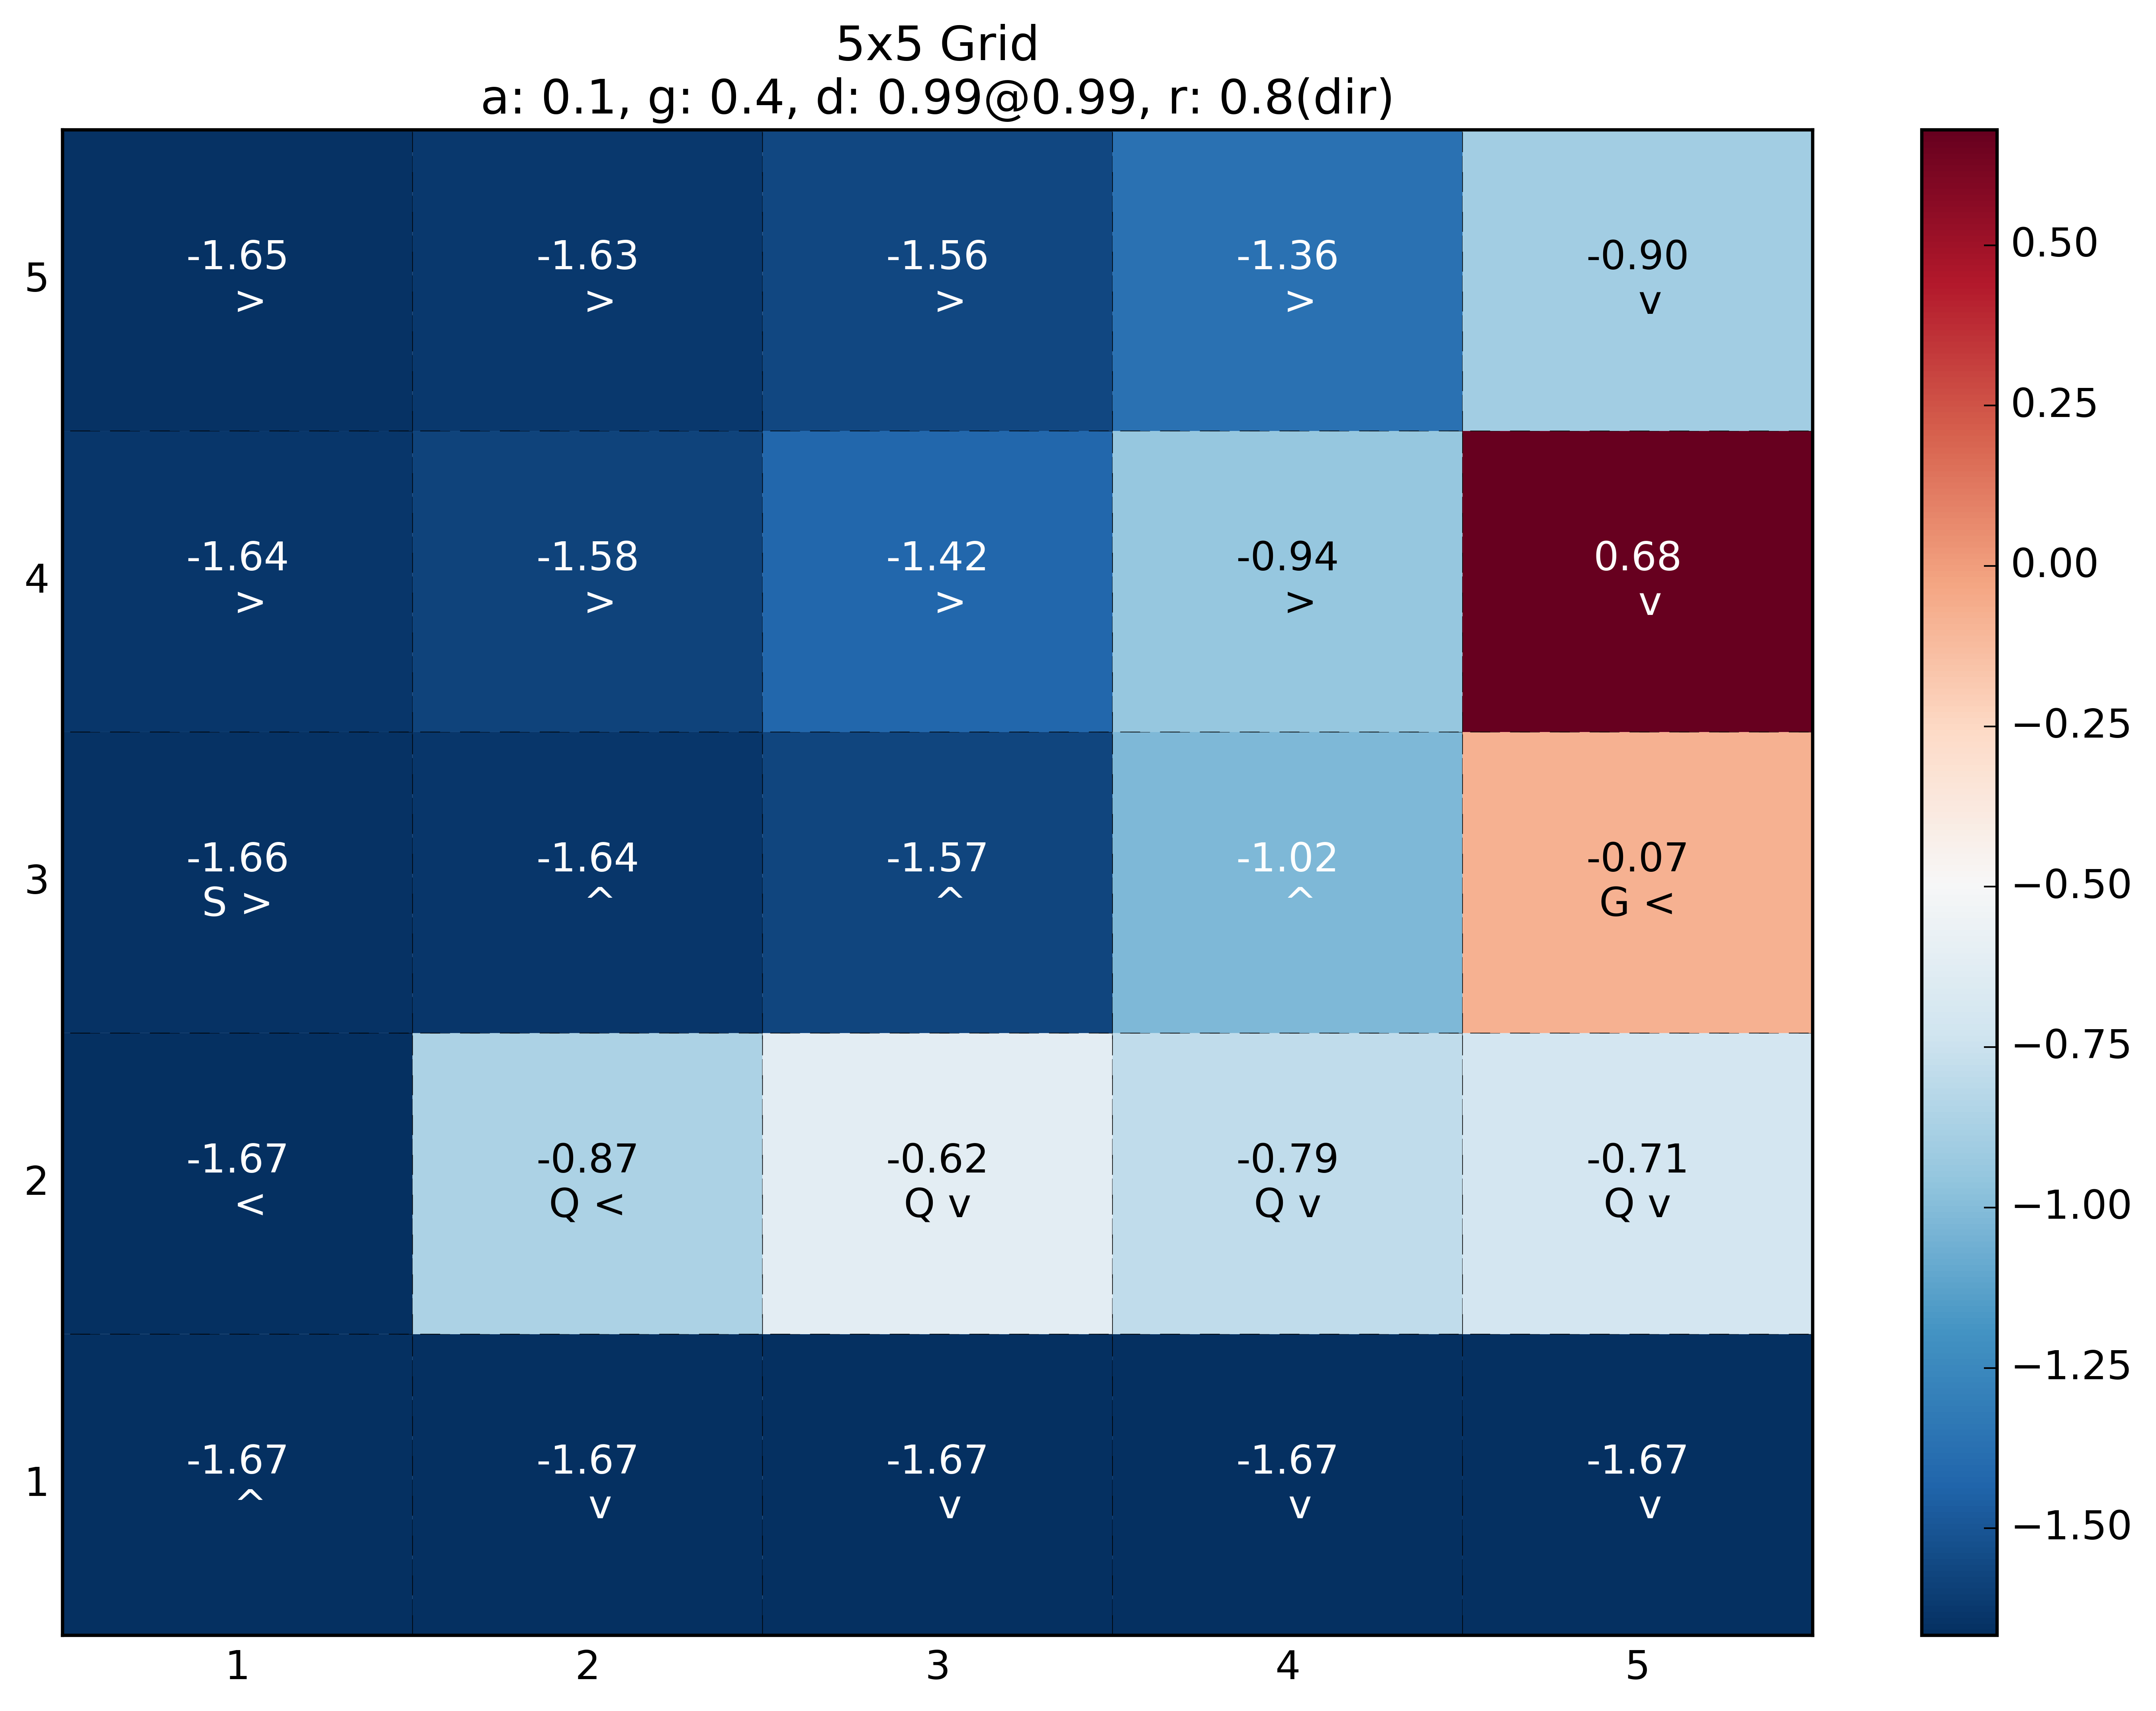 5x5 Grid
a: 0.1, g: 0.4, d: 0.99@0.99, r: 0.8(dir)
5
-1.65 -1.63 -1.56 -1.36 -0.90
> > > > v
4
-1.64 -1.58 -1.42 -0.94 0.68
> > > > v
3
-1.66 -1.64 -1.57 -1.02 -0.07
S > ^ ^ ^ G <
2
-1.67 -0.87 -0.62 -0.79 -0.71
< Q < Q v Q v Q v
1
-1.67 -1.67 -1.67 -1.67 -1.67
^ v v v v
1 2 3 4 5
0.50
0.25
0.00
−0.25
−0.50
−0.75
−1.00
−1.25
−1.50